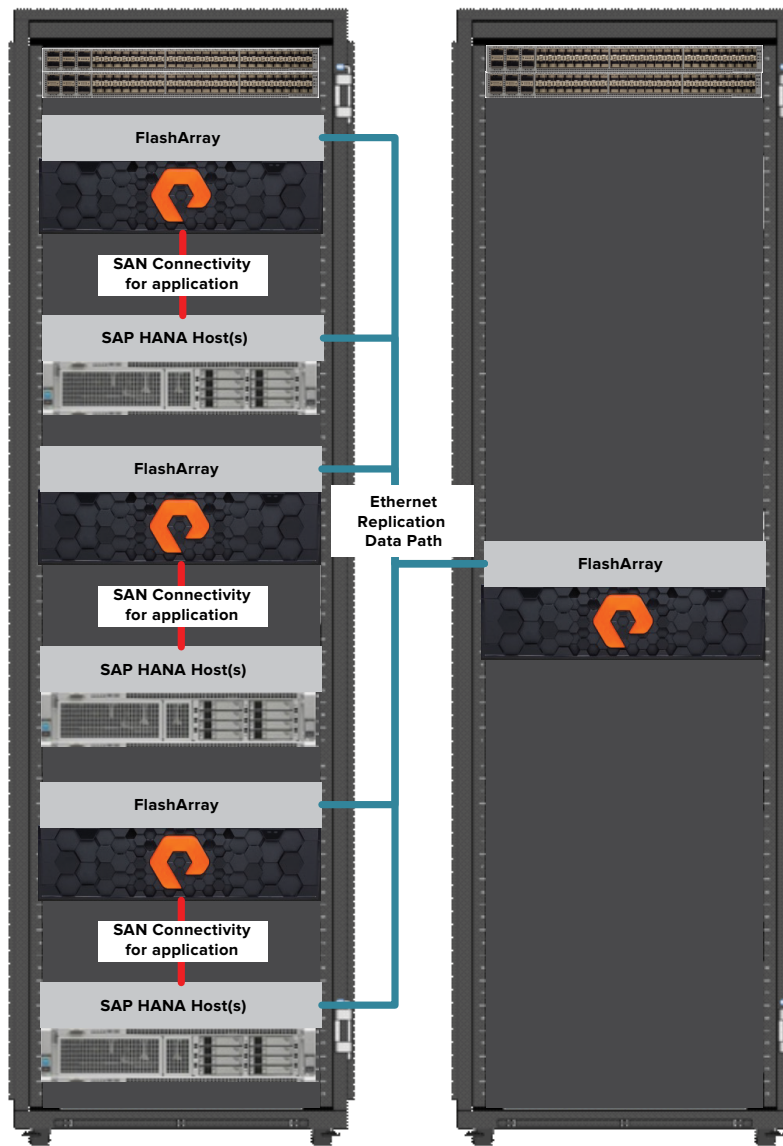 FlashArray
SAN Connectivity
for application
SAP HANA Host(s)
FlashArray
SAN Connectivity
for application
SAP HANA Host(s)
FlashArray
SAN Connectivity
for application
SAP HANA Host(s)
Ethernet
Replication
Data Path
FlashArray